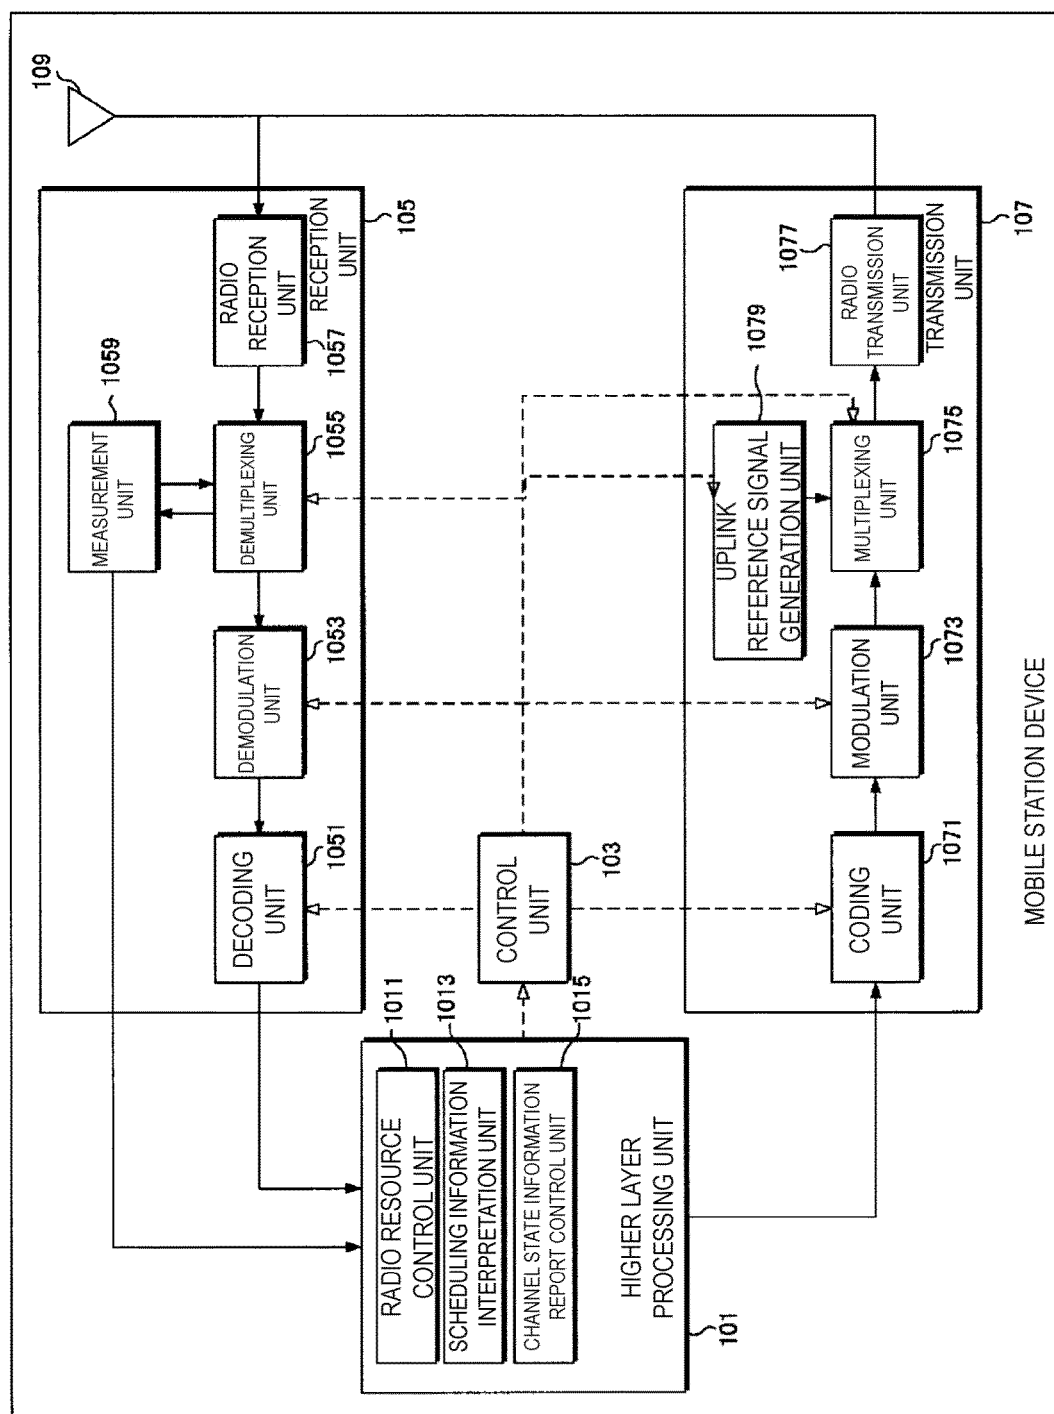 109
RADIO
RECEPTION
UNIT
1057
RECEPTION
UNIT
105
MEASUREMENT
UNIT
1059
DEMULTIPLEXING
UNIT
1055
DEMODULATION
UNIT
1053
DECODING
UNIT
1051
CONTROL
UNIT
103
RADIO RESOURCE
CONTROL UNIT
1011
SCHEDULING INFORMATION
INTERPRETATION UNIT
1013
CHANNEL STATE INFORMATION
REPORT CONTROL UNIT
1015
HIGHER LAYER
PROCESSING UNIT
101
CODING
UNIT
1071
MODULATION
UNIT
1073
UPLINK
REFERENCE SIGNAL
GENERATION UNIT
1079
MULTIPLEXING
UNIT
1075
RADIO
TRANSMISSION
UNIT
1077
TRANSMISSION
UNIT
107
MOBILE STATION DEVICE